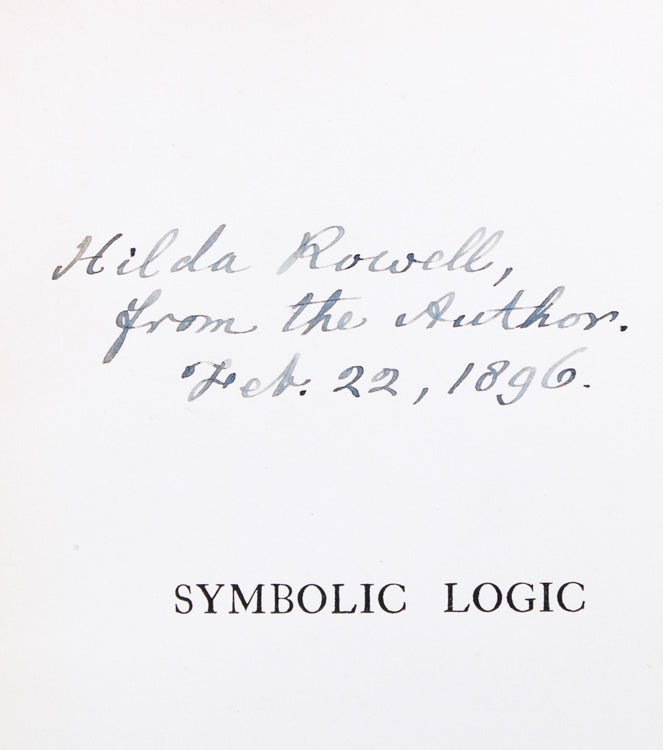 Hilda Rowell,
from the Author.
Feb. 22, 1896.
SYMBOLIC LOGIC